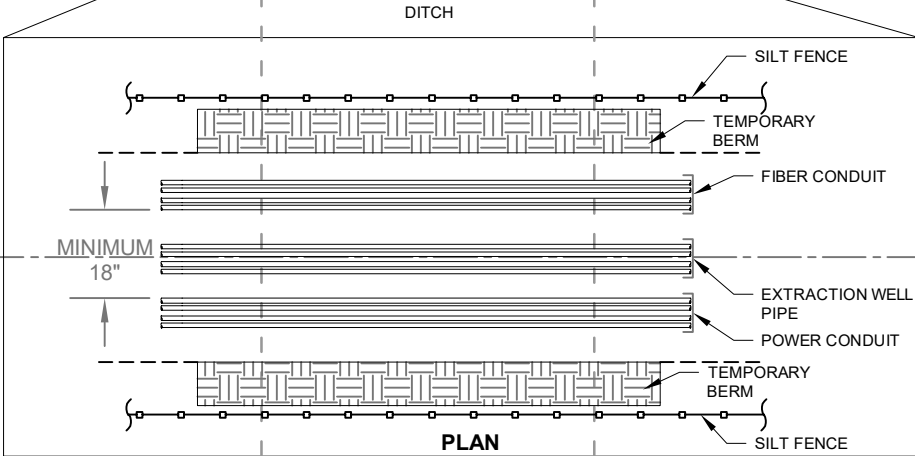 DITCH
SILT FENCE
TEMPORARY
BERM
FIBER CONDUIT
MINIMUM
18"
EXTRACTION WELL
PIPE
POWER CONDUIT
TEMPORARY
BERM
PLAN
SILT FENCE